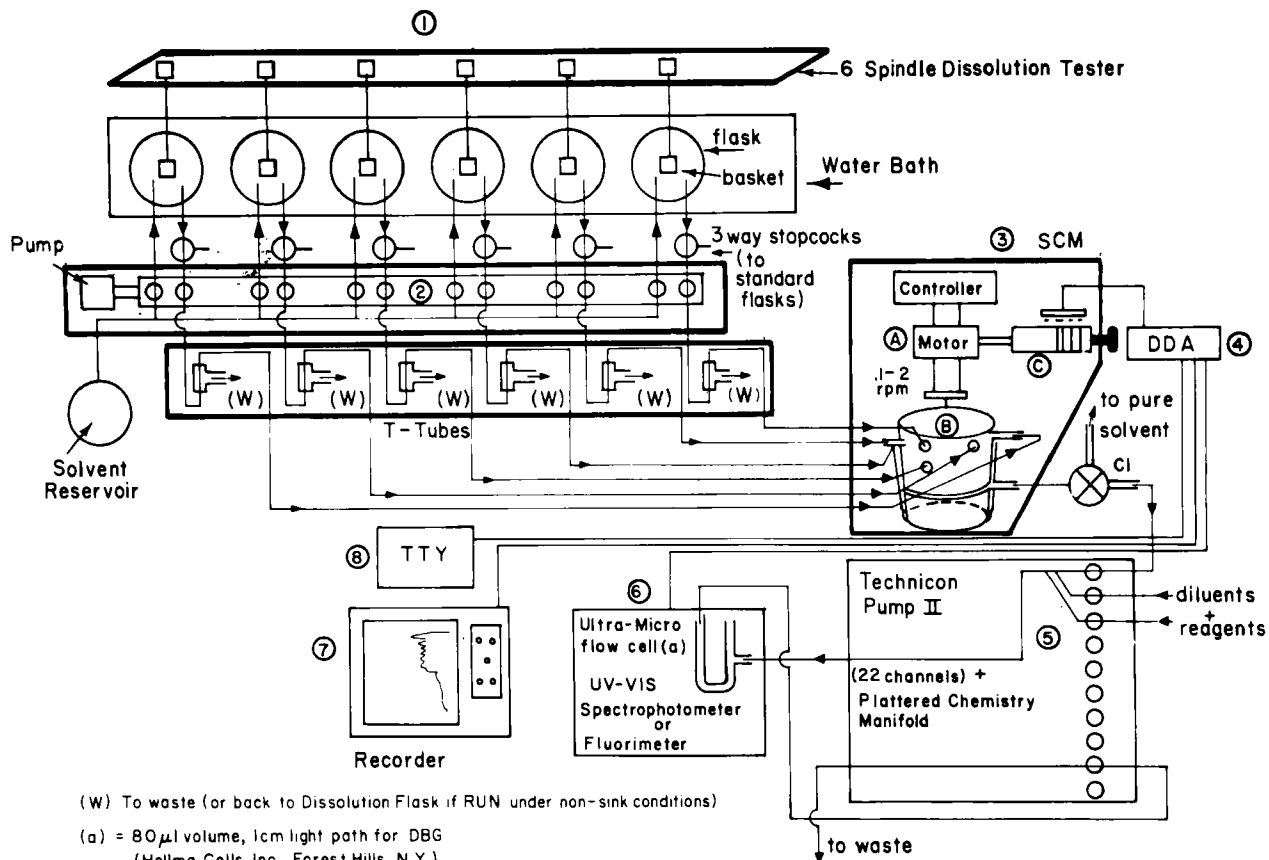 ①
6 Spindle Dissolution Tester
flask
basket
Water Bath
Pump
3 way stopcocks
(to
standard
flasks)
②
③ SCM
Controller
Ⓐ Motor
Ⓒ
DDA ④
.1-2
rpm
Ⓑ
to pure
solvent
C1
(W) (W) (W) (W) (W) (W)
T-Tubes
Solvent
Reservoir
⑧ TTY
⑦
Recorder
⑥
Ultra-Micro
flow cell (a)
UV-VIS
Spectrophotometer
or
Fluorimeter
Technicon
Pump II
⑤
(22 channels) +
Plattered Chemistry
Manifold
diluents
+
reagents
to waste
(W) To waste (or back to Dissolution Flask if RUN under non-sink conditions)
(a) = 80 µl volume, 1cm light path for DBG
(Hellma Cells, Inc., Forest Hills, N.Y.)